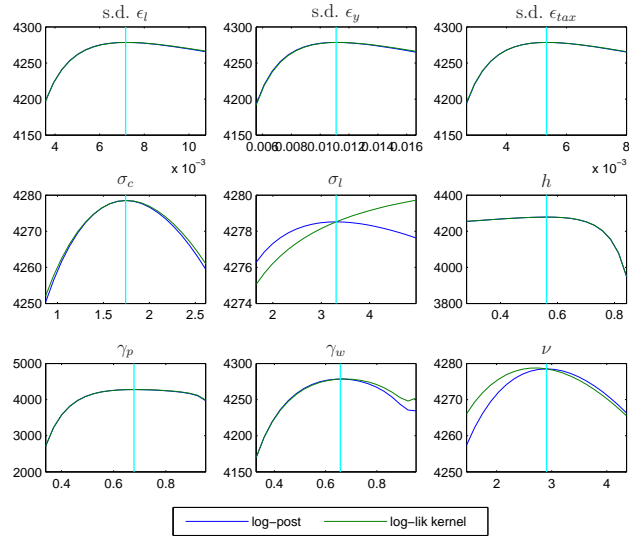 s.d. ϵ_l s.d. ϵ_y s.d. ϵ_tax
4300 4300 4300
4250 4250 4250
4200 4200 4200
4150 4150 4150
4 6 8 10 0.006 0.008 0.01 0.012 0.014 0.016 4 6 8
x 10⁻³ x 10⁻³
σ_c σ_l h
4280 4280 4400
4270 4278 4200
4260 4276 4000
4250 4274 3800
1 1.5 2 2.5 2 3 4 0.4 0.6 0.8
γ_p γ_w ν
5000 4300 4280
4000 4250 4270
3000 4200 4260
2000 4150 4250
0.4 0.6 0.8 0.4 0.6 0.8 2 3 4
log−post log−lik kernel